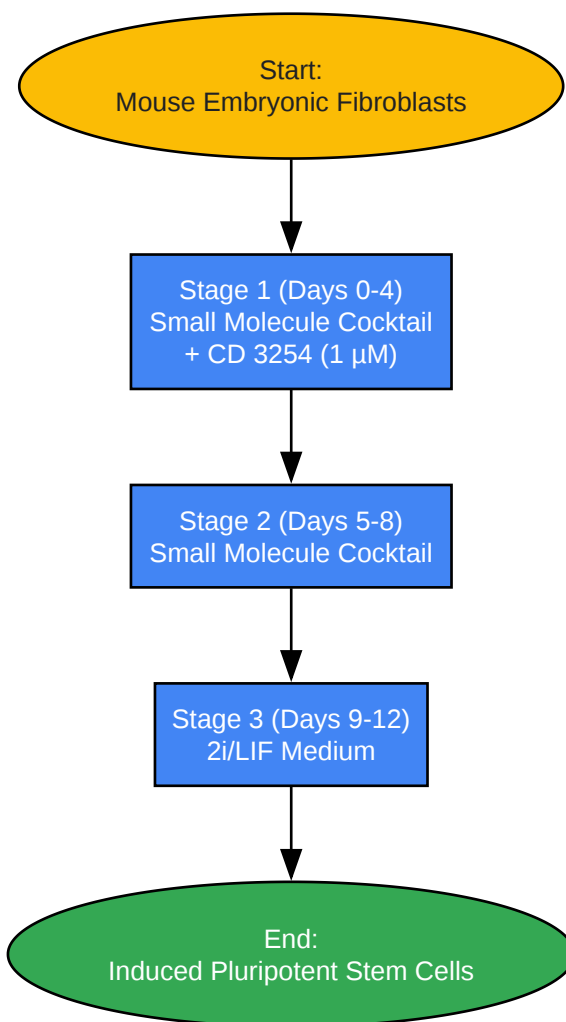 Start:
Mouse Embryonic Fibroblasts
Stage 1 (Days 0-4)
Small Molecule Cocktail
+ CD 3254 (1 µM)
Stage 2 (Days 5-8)
Small Molecule Cocktail
Stage 3 (Days 9-12)
2i/LIF Medium
End:
Induced Pluripotent Stem Cells